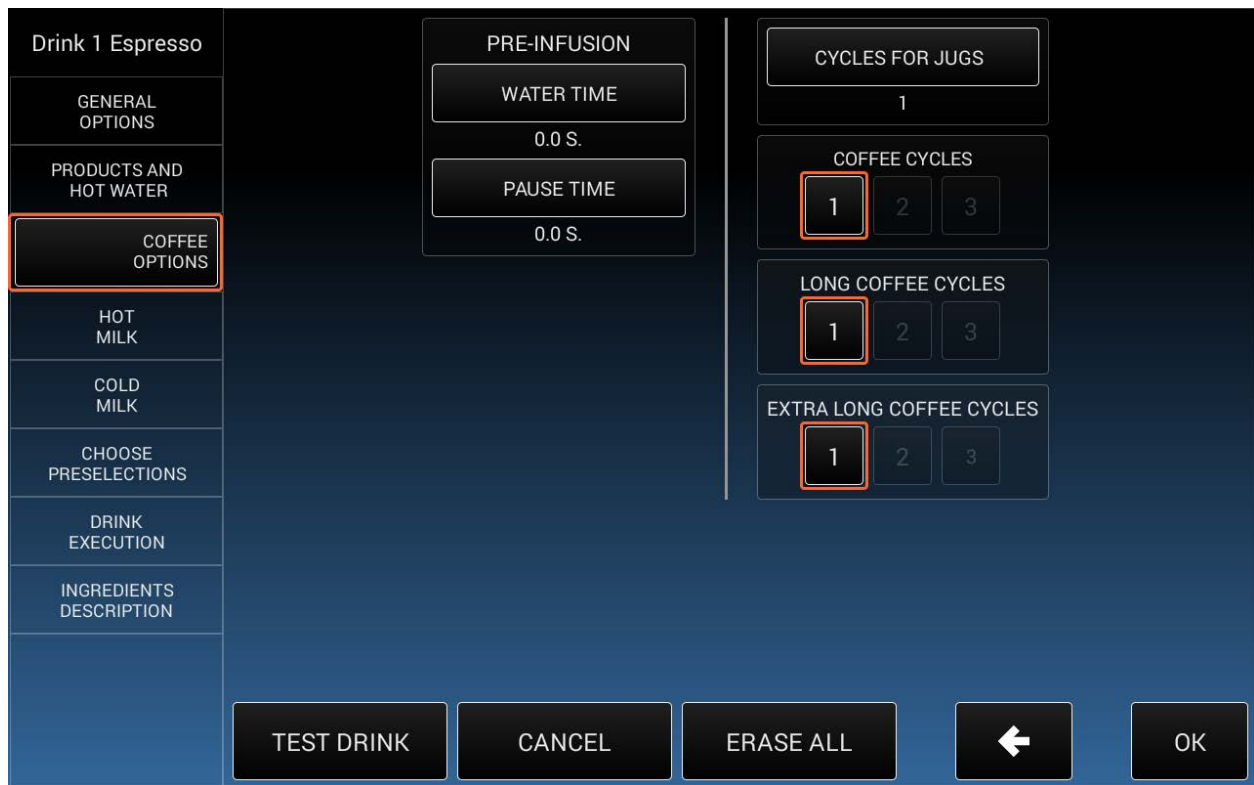 Drink 1 Espresso
GENERAL
OPTIONS
PRODUCTS AND
HOT WATER
COFFEE
OPTIONS
HOT
MILK
COLD
MILK
CHOOSE
PRESELECTIONS
DRINK
EXECUTION
INGREDIENTS
DESCRIPTION
PRE-INFUSION
WATER TIME
0.0 S.
PAUSE TIME
0.0 S.
CYCLES FOR JUGS
1
COFFEE CYCLES
1 2 3
LONG COFFEE CYCLES
1 2 3
EXTRA LONG COFFEE CYCLES
1 2 3
TEST DRINK
CANCEL
ERASE ALL
OK